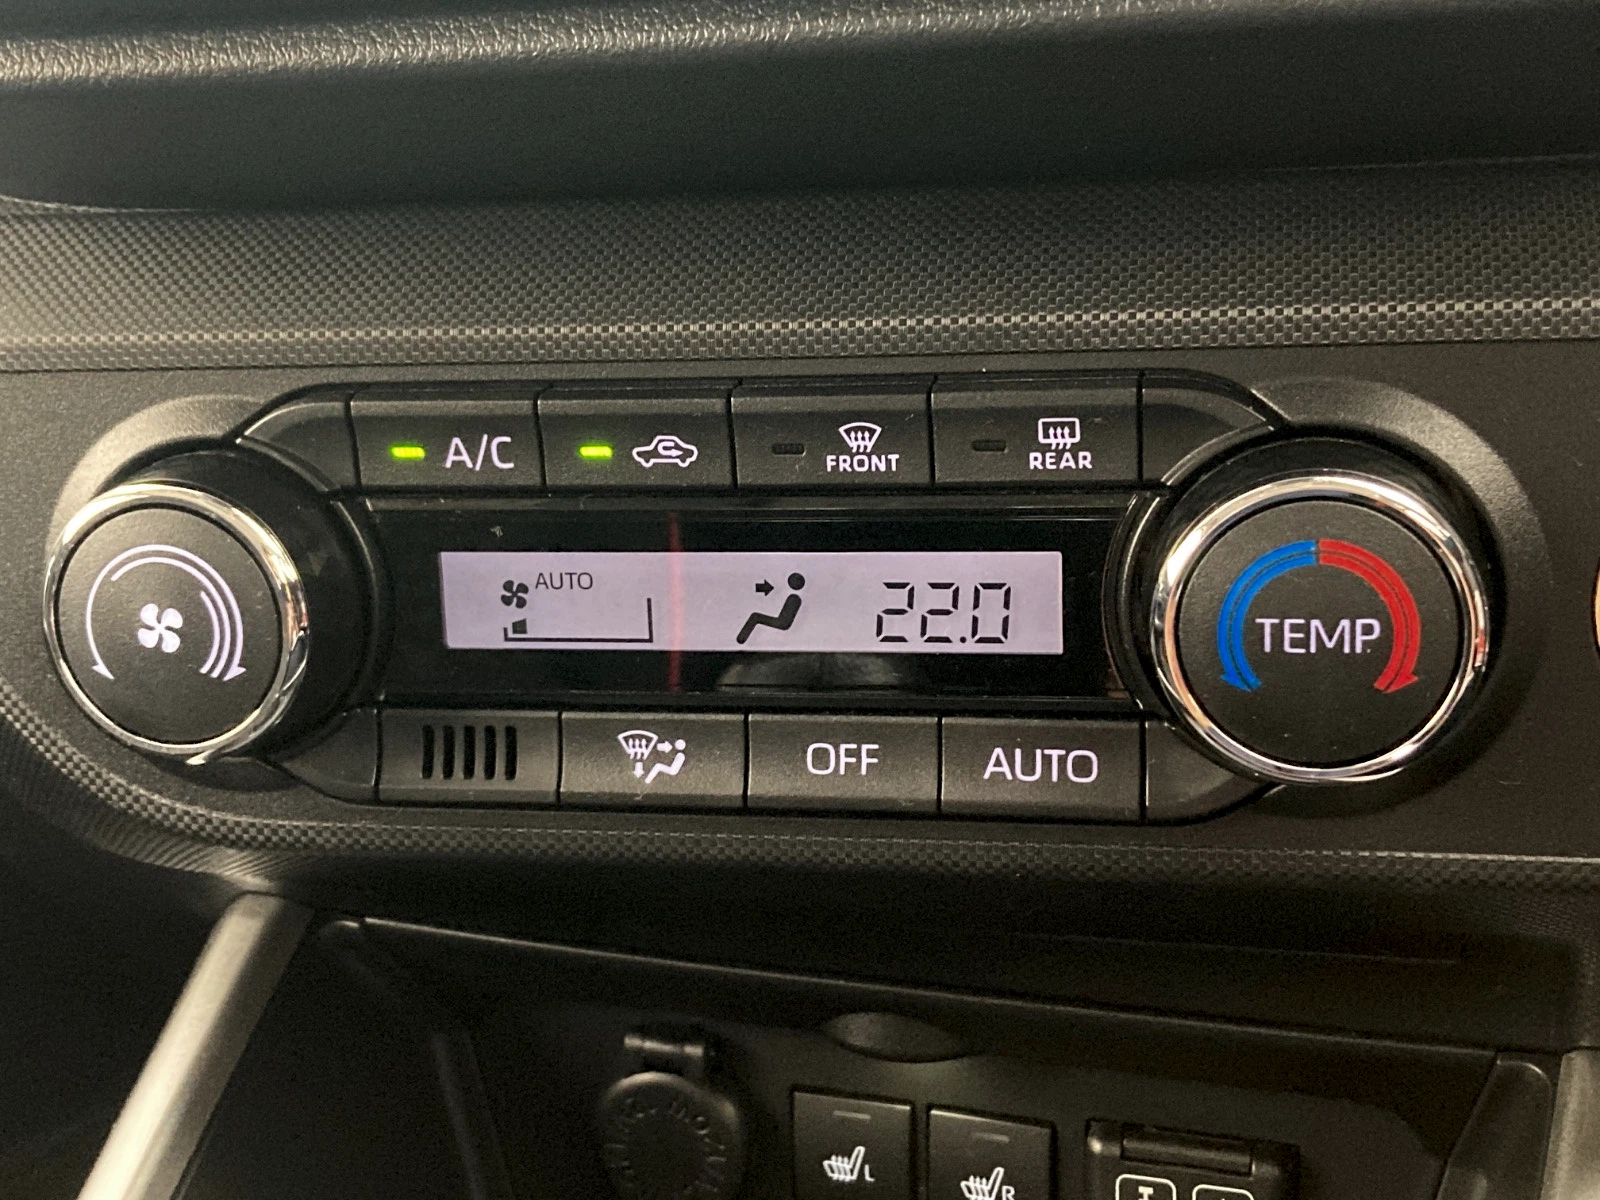 A/C
FRONT
REAR
AUTO
22.0
TEMP.
OFF
AUTO
L
R